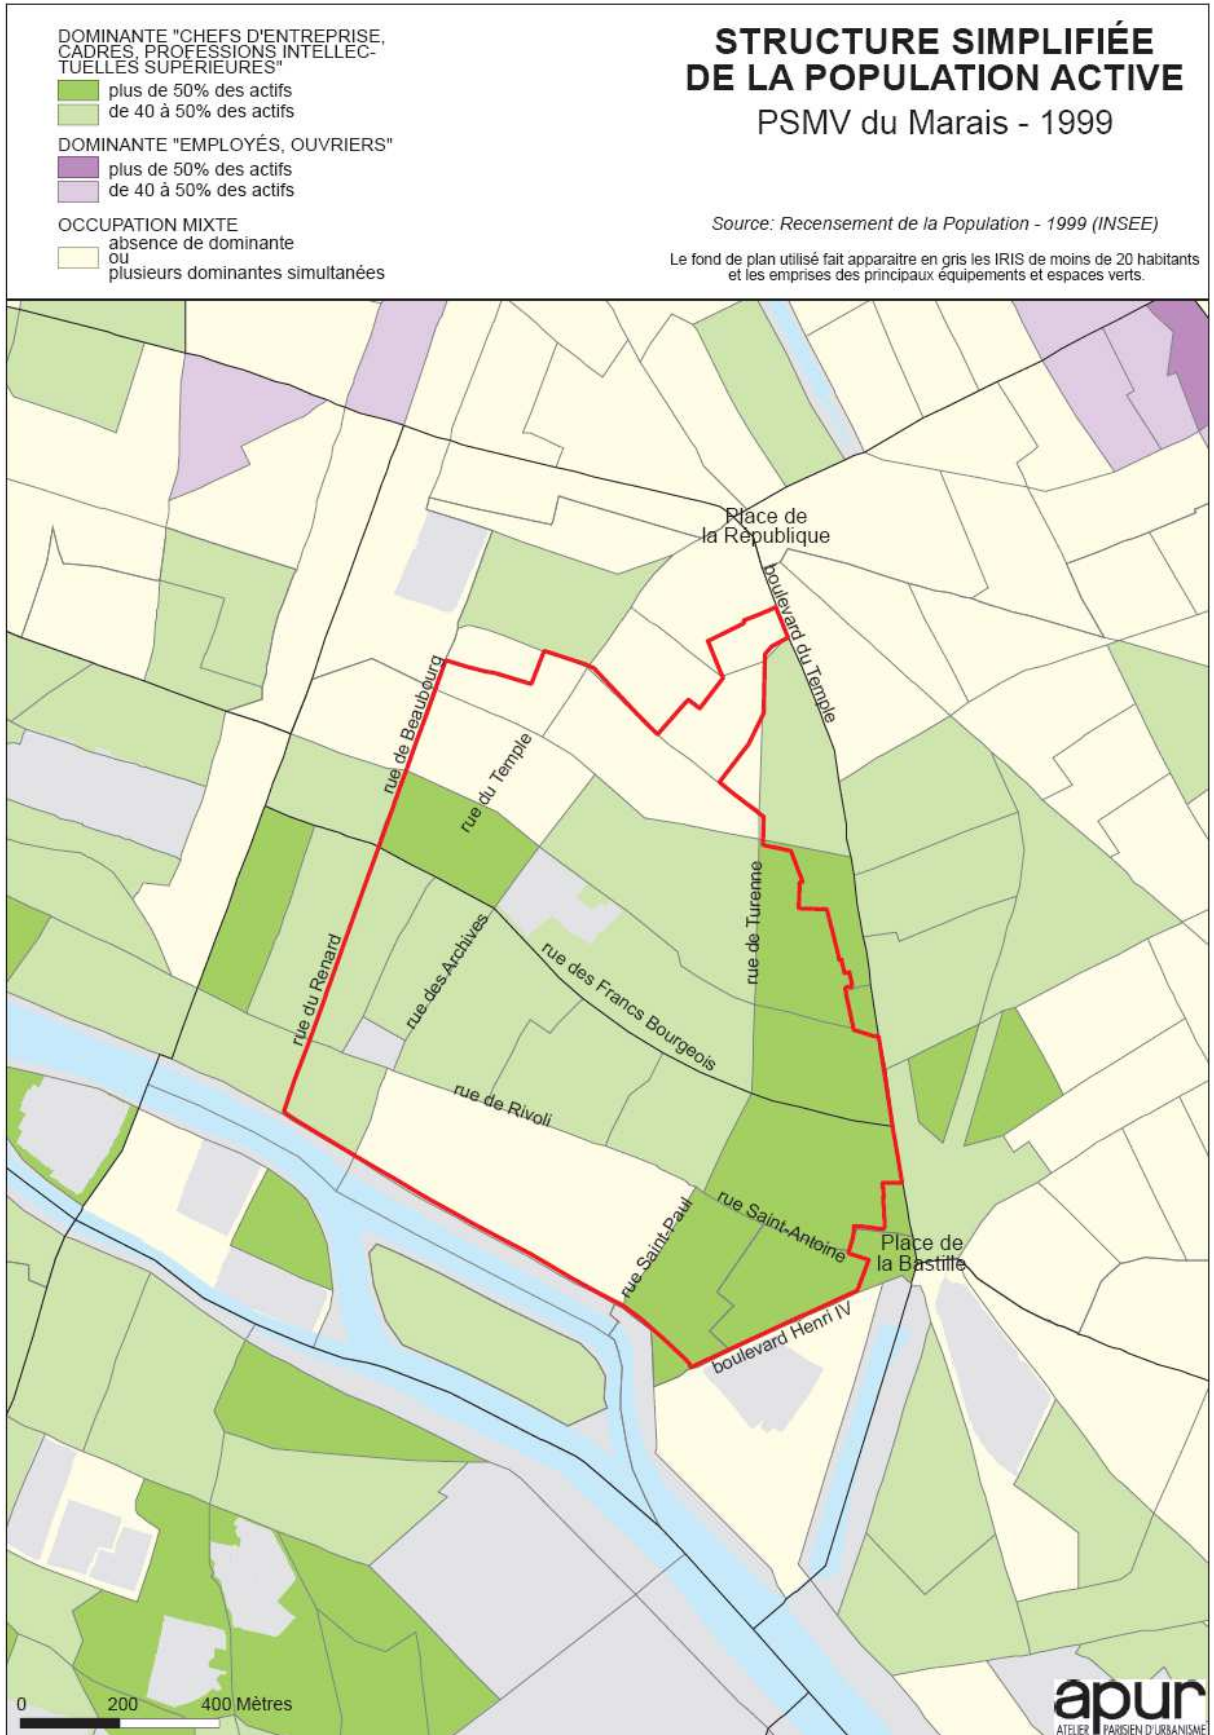 DOMINANTE "CHEFS D'ENTREPRISE,
CADRES, PROFESSIONS INTELLEC-
TUELLES SUPÉRIEURES"
plus de 50% des actifs
de 40 à 50% des actifs
DOMINANTE "EMPLOYÉS, OUVRIERS"
plus de 50% des actifs
de 40 à 50% des actifs
OCCUPATION MIXTE
absence de dominante
ou
plusieurs dominantes simultanées
STRUCTURE SIMPLIFIÉE
DE LA POPULATION ACTIVE
PSMV du Marais - 1999
Source: Recensement de la Population - 1999 (INSEE)
Le fond de plan utilisé fait apparaitre en gris les IRIS de moins de 20 habitants
et les emprises des principaux équipements et espaces verts.
Place de
la République
boulevard du Temple
rue de Beaubourg
rue du Temple
rue de Turenne
rue du Renard
rue des Archives
rue des Francs Bourgeois
rue de Rivoli
rue Saint-Paul
rue Saint-Antoine
Place de
la Bastille
boulevard Henri IV
0 200 400 Mètres
apur
ATELIER PARISIEN D'URBANISME